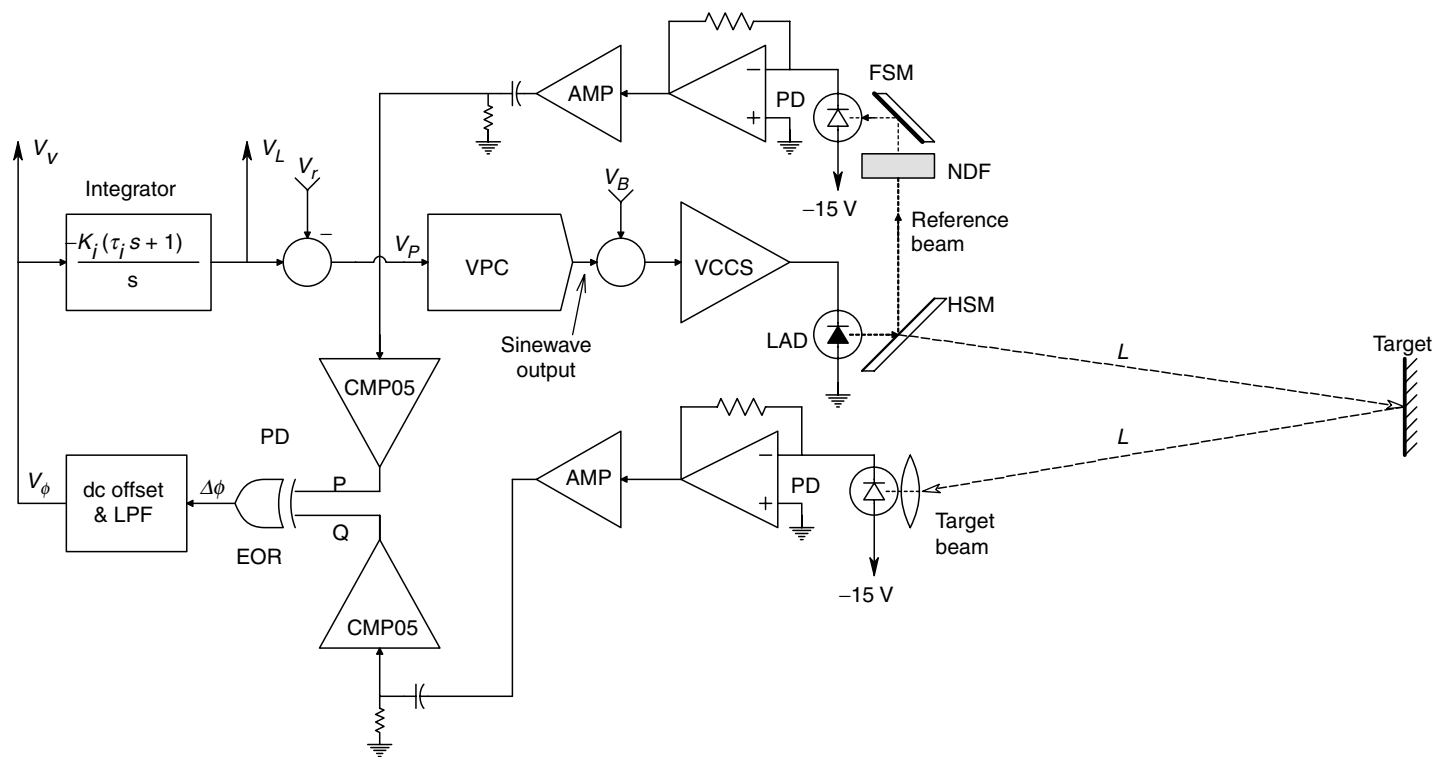 FSM
AMP
−
PD
+
NDF
−15 V
Reference
beam
V_v
V_L
V_r
V_B
Integrator
−K_i (τ_i s + 1)
s
−
V_P
VPC
VCCS
Sinewave
output
LAD
HSM
L
Target
CMP05
L
PD
V_ϕ
dc offset
& LPF
Δϕ
P
Q
EOR
AMP
−
PD
+
Target
beam
−15 V
CMP05